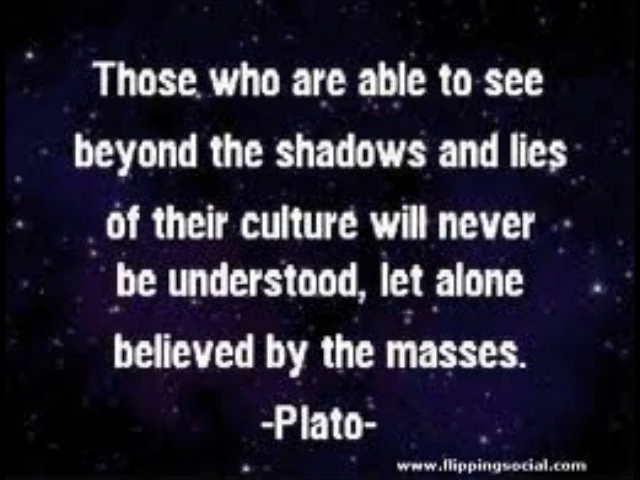 Those who are able to see
beyond the shadows and lies
of their culture will never
be understood, let alone
believed by the masses.
-Plato-
www.flippingsocial.com